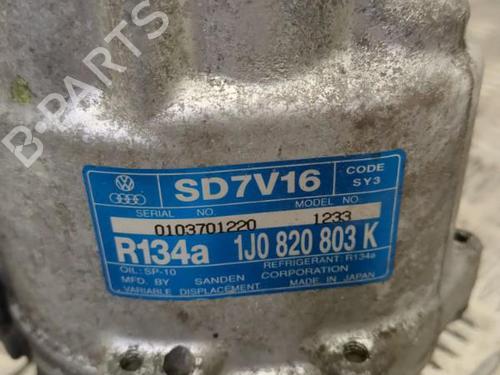 SD7V16
CODE
SY3
SERIAL NO.
MODEL NO.
0103701220
1233
R134a 1J0 820 803 K
OIL: SP-10
REFRIGERANT: R134a
MFD. BY SANDEN CORPORATION
VARIABLE DISPLACEMENT MADE IN JAPAN